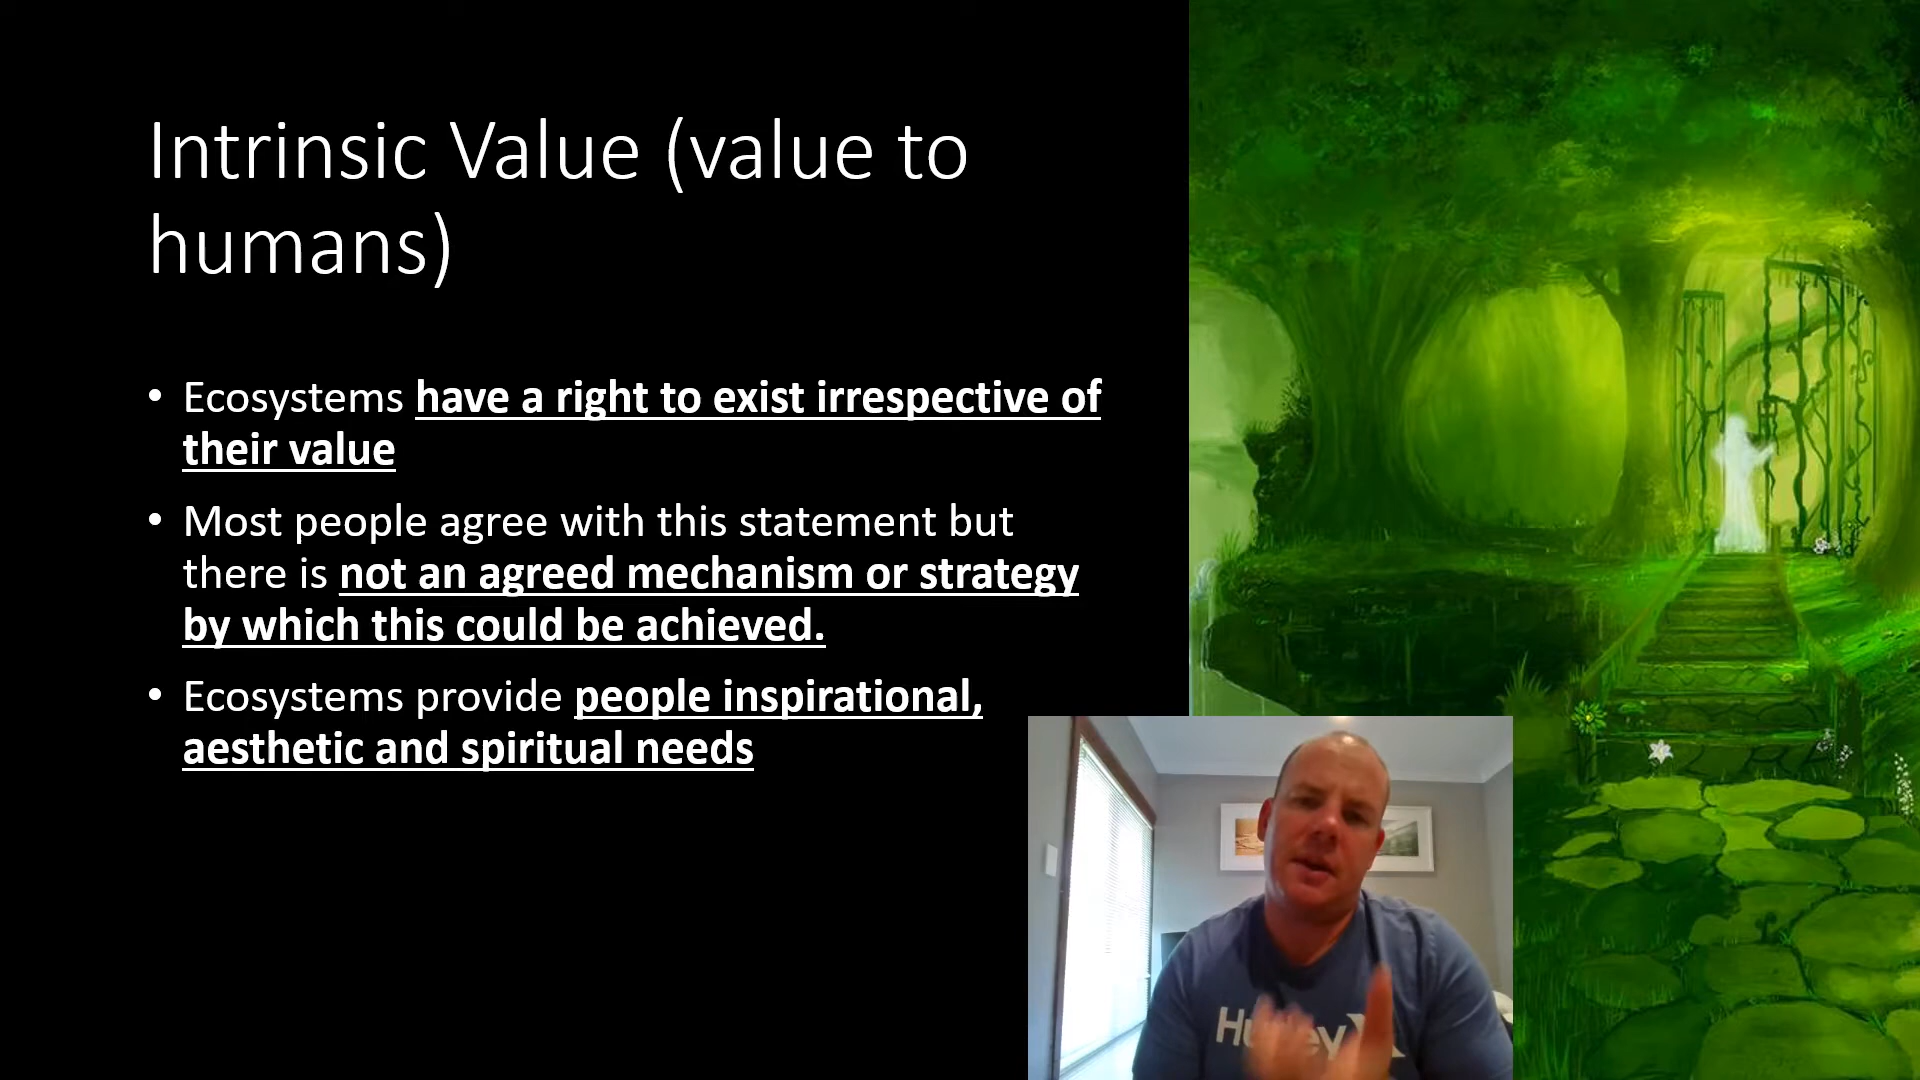 Intrinsic Value (value to
humans)
• Ecosystems have a right to exist irrespective of
their value
• Most people agree with this statement but
there is not an agreed mechanism or strategy
by which this could be achieved.
• Ecosystems provide people inspirational,
aesthetic and spiritual needs